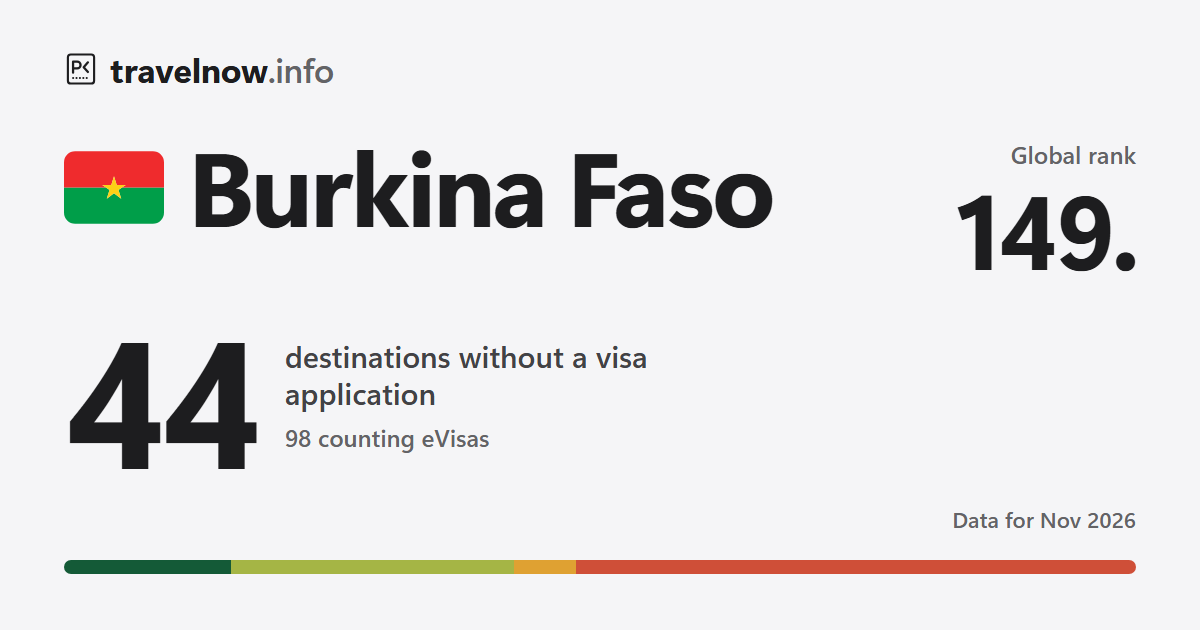 travelnow.info
Burkina Faso
Global rank
149.
44
destinations without a visa
application
98 counting eVisas
Data for Nov 2026